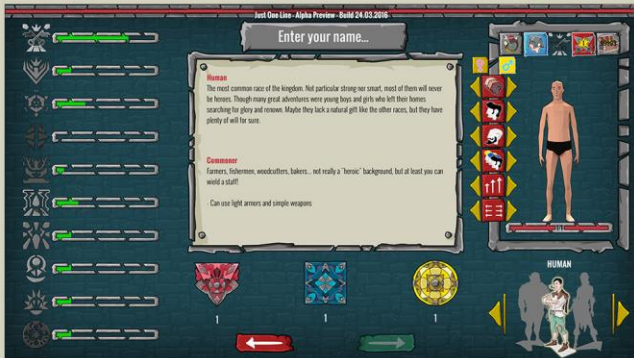 Just One Line - Alpha Preview - Build 24.03.2016
Enter your name...
Human
The most common race of the kingdom. Not particular strong nor smart, most of them will never
be heroes. Though many great adventures were young boys and girls who left their homes
searching for glory and renown. Maybe they lack a natural gift like the other races, but they have
plenty of will for sure.
Commoner
Farmers, fishermen, woodcutters, bakers... not really a "heroic" background, but at least you can
wield a staff!
- Can use light armors and simple weapons
HUMAN
1
1
1